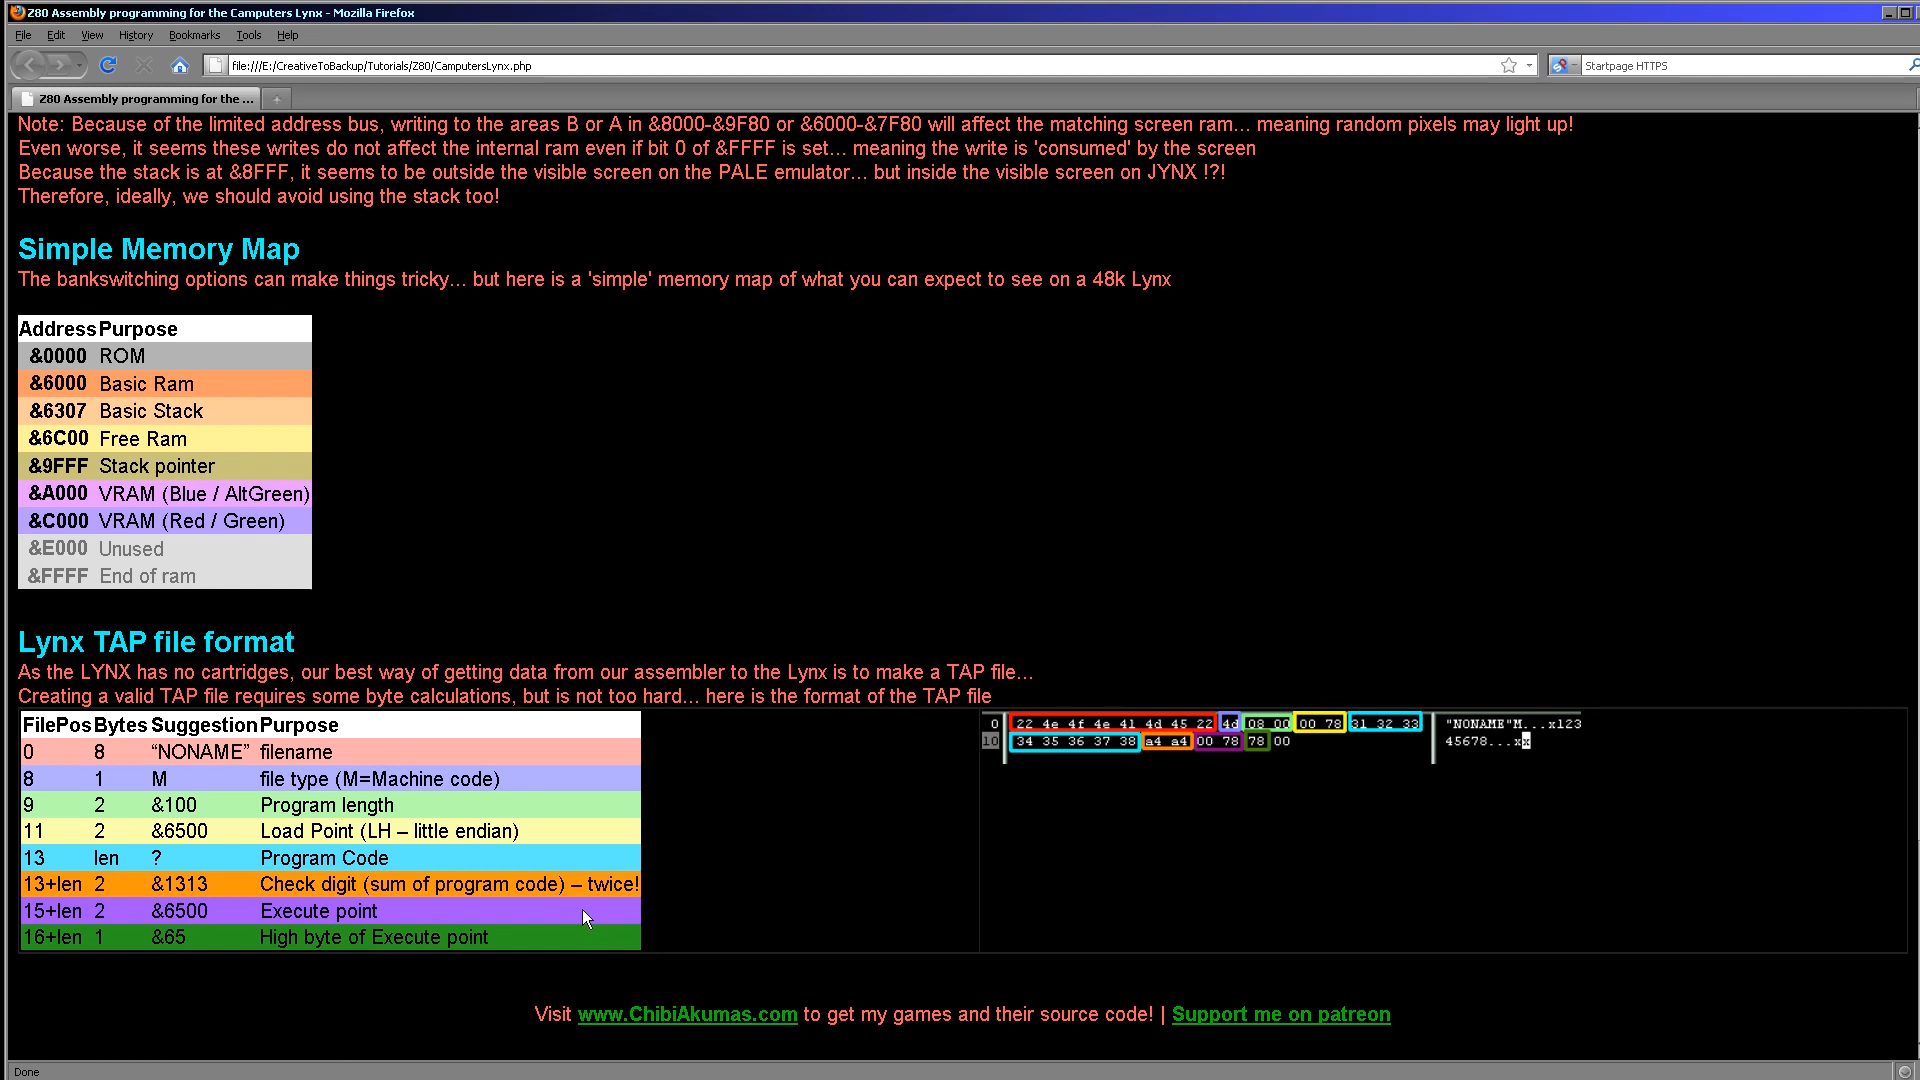 Z80 Assembly programming for the Camputers Lynx - Mozilla Firefox
File Edit View History Bookmarks Tools Help
file:///E:/CreativeToBackup/Tutorials/Z80/CamputersLynx.php
Startpage HTTPS
Z80 Assembly programming for the ...
Note: Because of the limited address bus, writing to the areas B or A in &8000-&9F80 or &6000-&7F80 will affect the matching screen ram... meaning random pixels may light up!
Even worse, it seems these writes do not affect the internal ram even if bit 0 of &FFFF is set... meaning the write is 'consumed' by the screen
Because the stack is at &8FFF, it seems to be outside the visible screen on the PALE emulator... but inside the visible screen on JYNX !?!
Therefore, ideally, we should avoid using the stack too!
Simple Memory Map
The bankswitching options can make things tricky... but here is a 'simple' memory map of what you can expect to see on a 48k Lynx
Address Purpose
&0000 ROM
&6000 Basic Ram
&6307 Basic Stack
&6C00 Free Ram
&9FFF Stack pointer
&A000 VRAM (Blue / AltGreen)
&C000 VRAM (Red / Green)
&E000 Unused
&FFFF End of ram
Lynx TAP file format
As the LYNX has no cartridges, our best way of getting data from our assembler to the Lynx is to make a TAP file...
Creating a valid TAP file requires some byte calculations, but is not too hard... here is the format of the TAP file
FilePos Bytes Suggestion Purpose
0 8 “NONAME” filename
8 1 M file type (M=Machine code)
9 2 &100 Program length
11 2 &6500 Load Point (LH – little endian)
13 len ? Program Code
13+len 2 &1313 Check digit (sum of program code) – twice!
15+len 2 &6500 Execute point
16+len 1 &65 High byte of Execute point
0 22 4e 4f 4e 41 4d 45 22 4d 08 00 00 78 31 32 33 "NONAME"M...x123
10 34 35 36 37 38 a4 a4 00 78 78 00 45678...xx
Visit www.ChibiAkumas.com to get my games and their source code! | Support me on patreon
Done